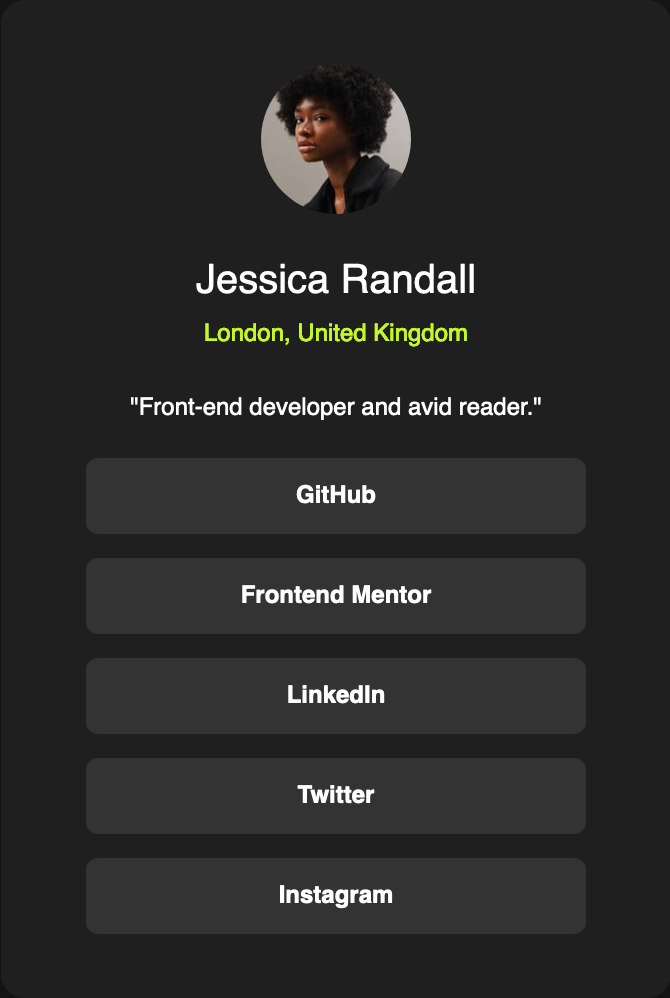 Jessica Randall
London, United Kingdom
"Front-end developer and avid reader."
GitHub
Frontend Mentor
LinkedIn
Twitter
Instagram